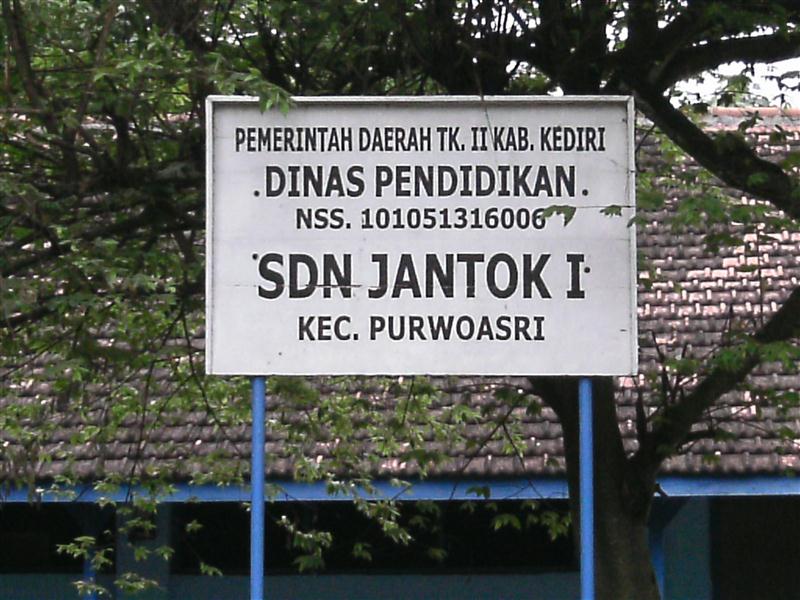 PEMERINTAH DAERAH TK. II KAB. KEDIRI
.DINAS PENDIDIKAN.
NSS. 101051316006
SDN JANTOK I
KEC. PURWOASRI